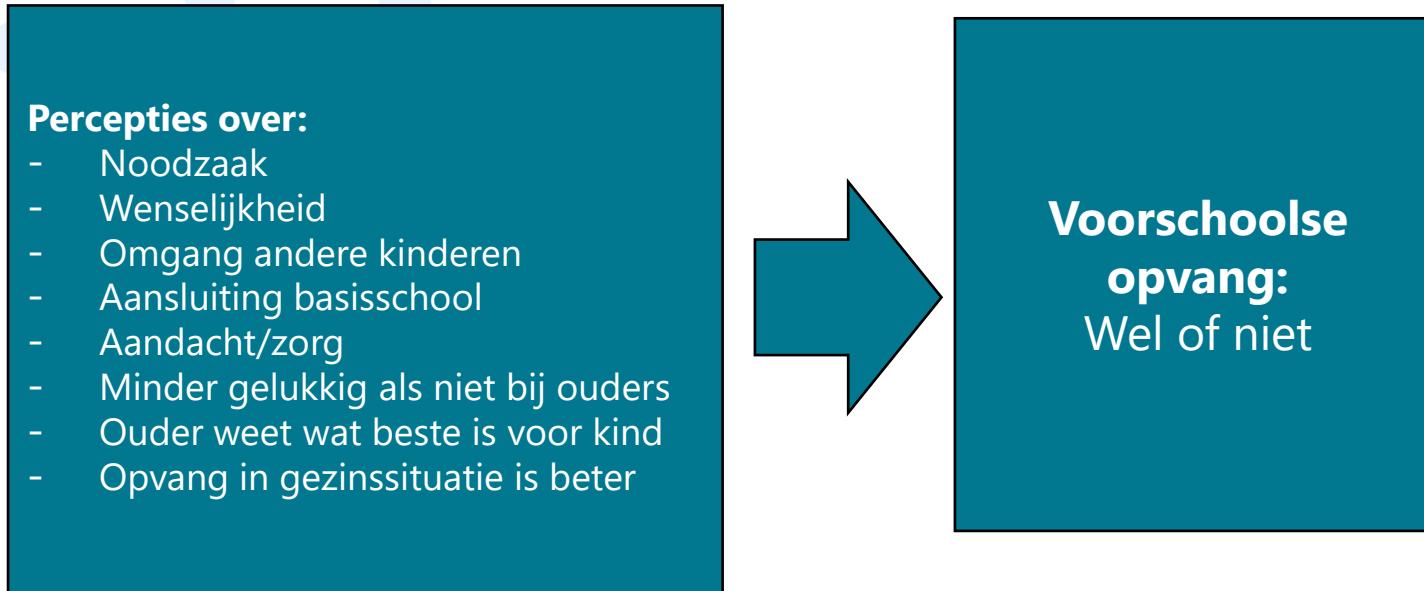 Percepties over:
- Noodzaak
- Wenselijkheid
- Omgang andere kinderen
- Aansluiting basisschool
- Aandacht/zorg
- Minder gelukkig als niet bij ouders
- Ouder weet wat beste is voor kind
- Opvang in gezinssituatie is beter
Voorschoolse
opvang:
Wel of niet